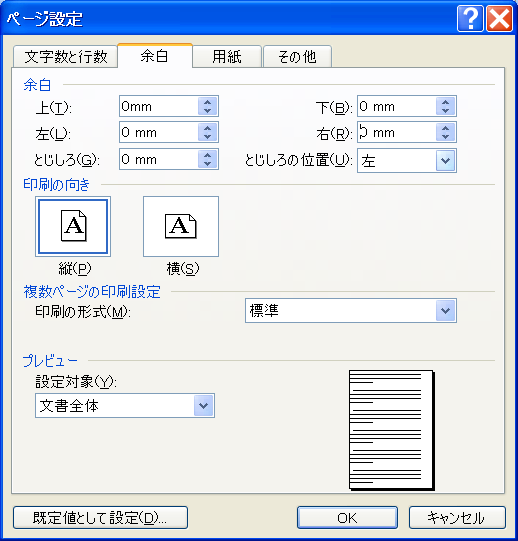 ページ設定
文字数と行数 余白 用紙 その他
余白
上(T): 0mm 下(B): 0 mm
左(L): 0 mm 右(R): 0 mm
とじしろ(G): 0 mm とじしろの位置(U): 左
印刷の向き
A A
縦(P) 横(S)
複数ページの印刷設定
印刷の形式(M): 標準
プレビュー
設定対象(Y):
文書全体
既定値として設定(D)... OK キャンセル